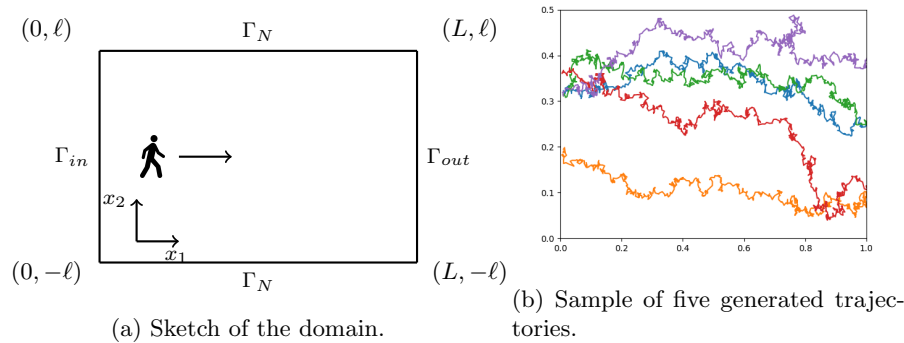 (0, ℓ)
Γ_N
(L, ℓ)
Γ_in
Γ_out
x_2
x_1
(0, −ℓ)
Γ_N
(L, −ℓ)
(a) Sketch of the domain.
0.5
0.4
0.3
0.2
0.1
0.0
0.0 0.2 0.4 0.6 0.8 1.0
(b) Sample of five generated trajec-
tories.